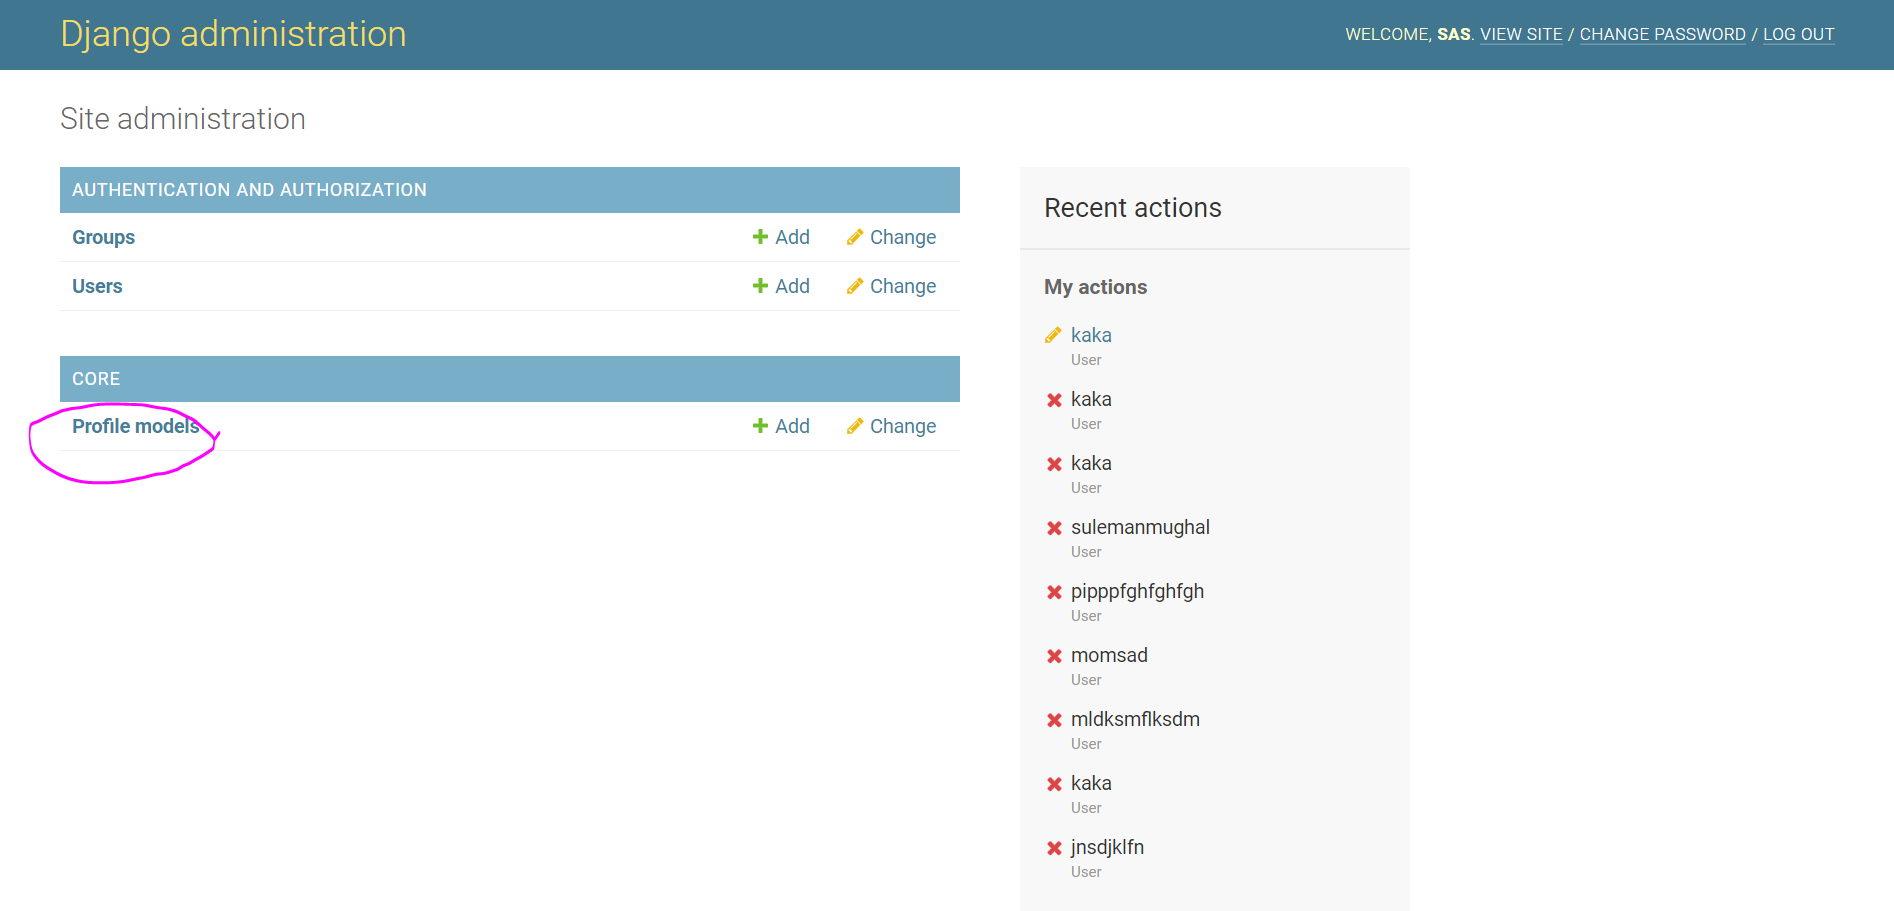 Django administration
WELCOME, SAS. VIEW SITE / CHANGE PASSWORD / LOG OUT
Site administration
AUTHENTICATION AND AUTHORIZATION
Groups Add Change
Users Add Change
CORE
Profile models Add Change
Recent actions
My actions
kaka
User
kaka
User
kaka
User
sulemanmughal
User
pipppfghfghfgh
User
momsad
User
mldksmflksdm
User
kaka
User
jnsdjklfn
User